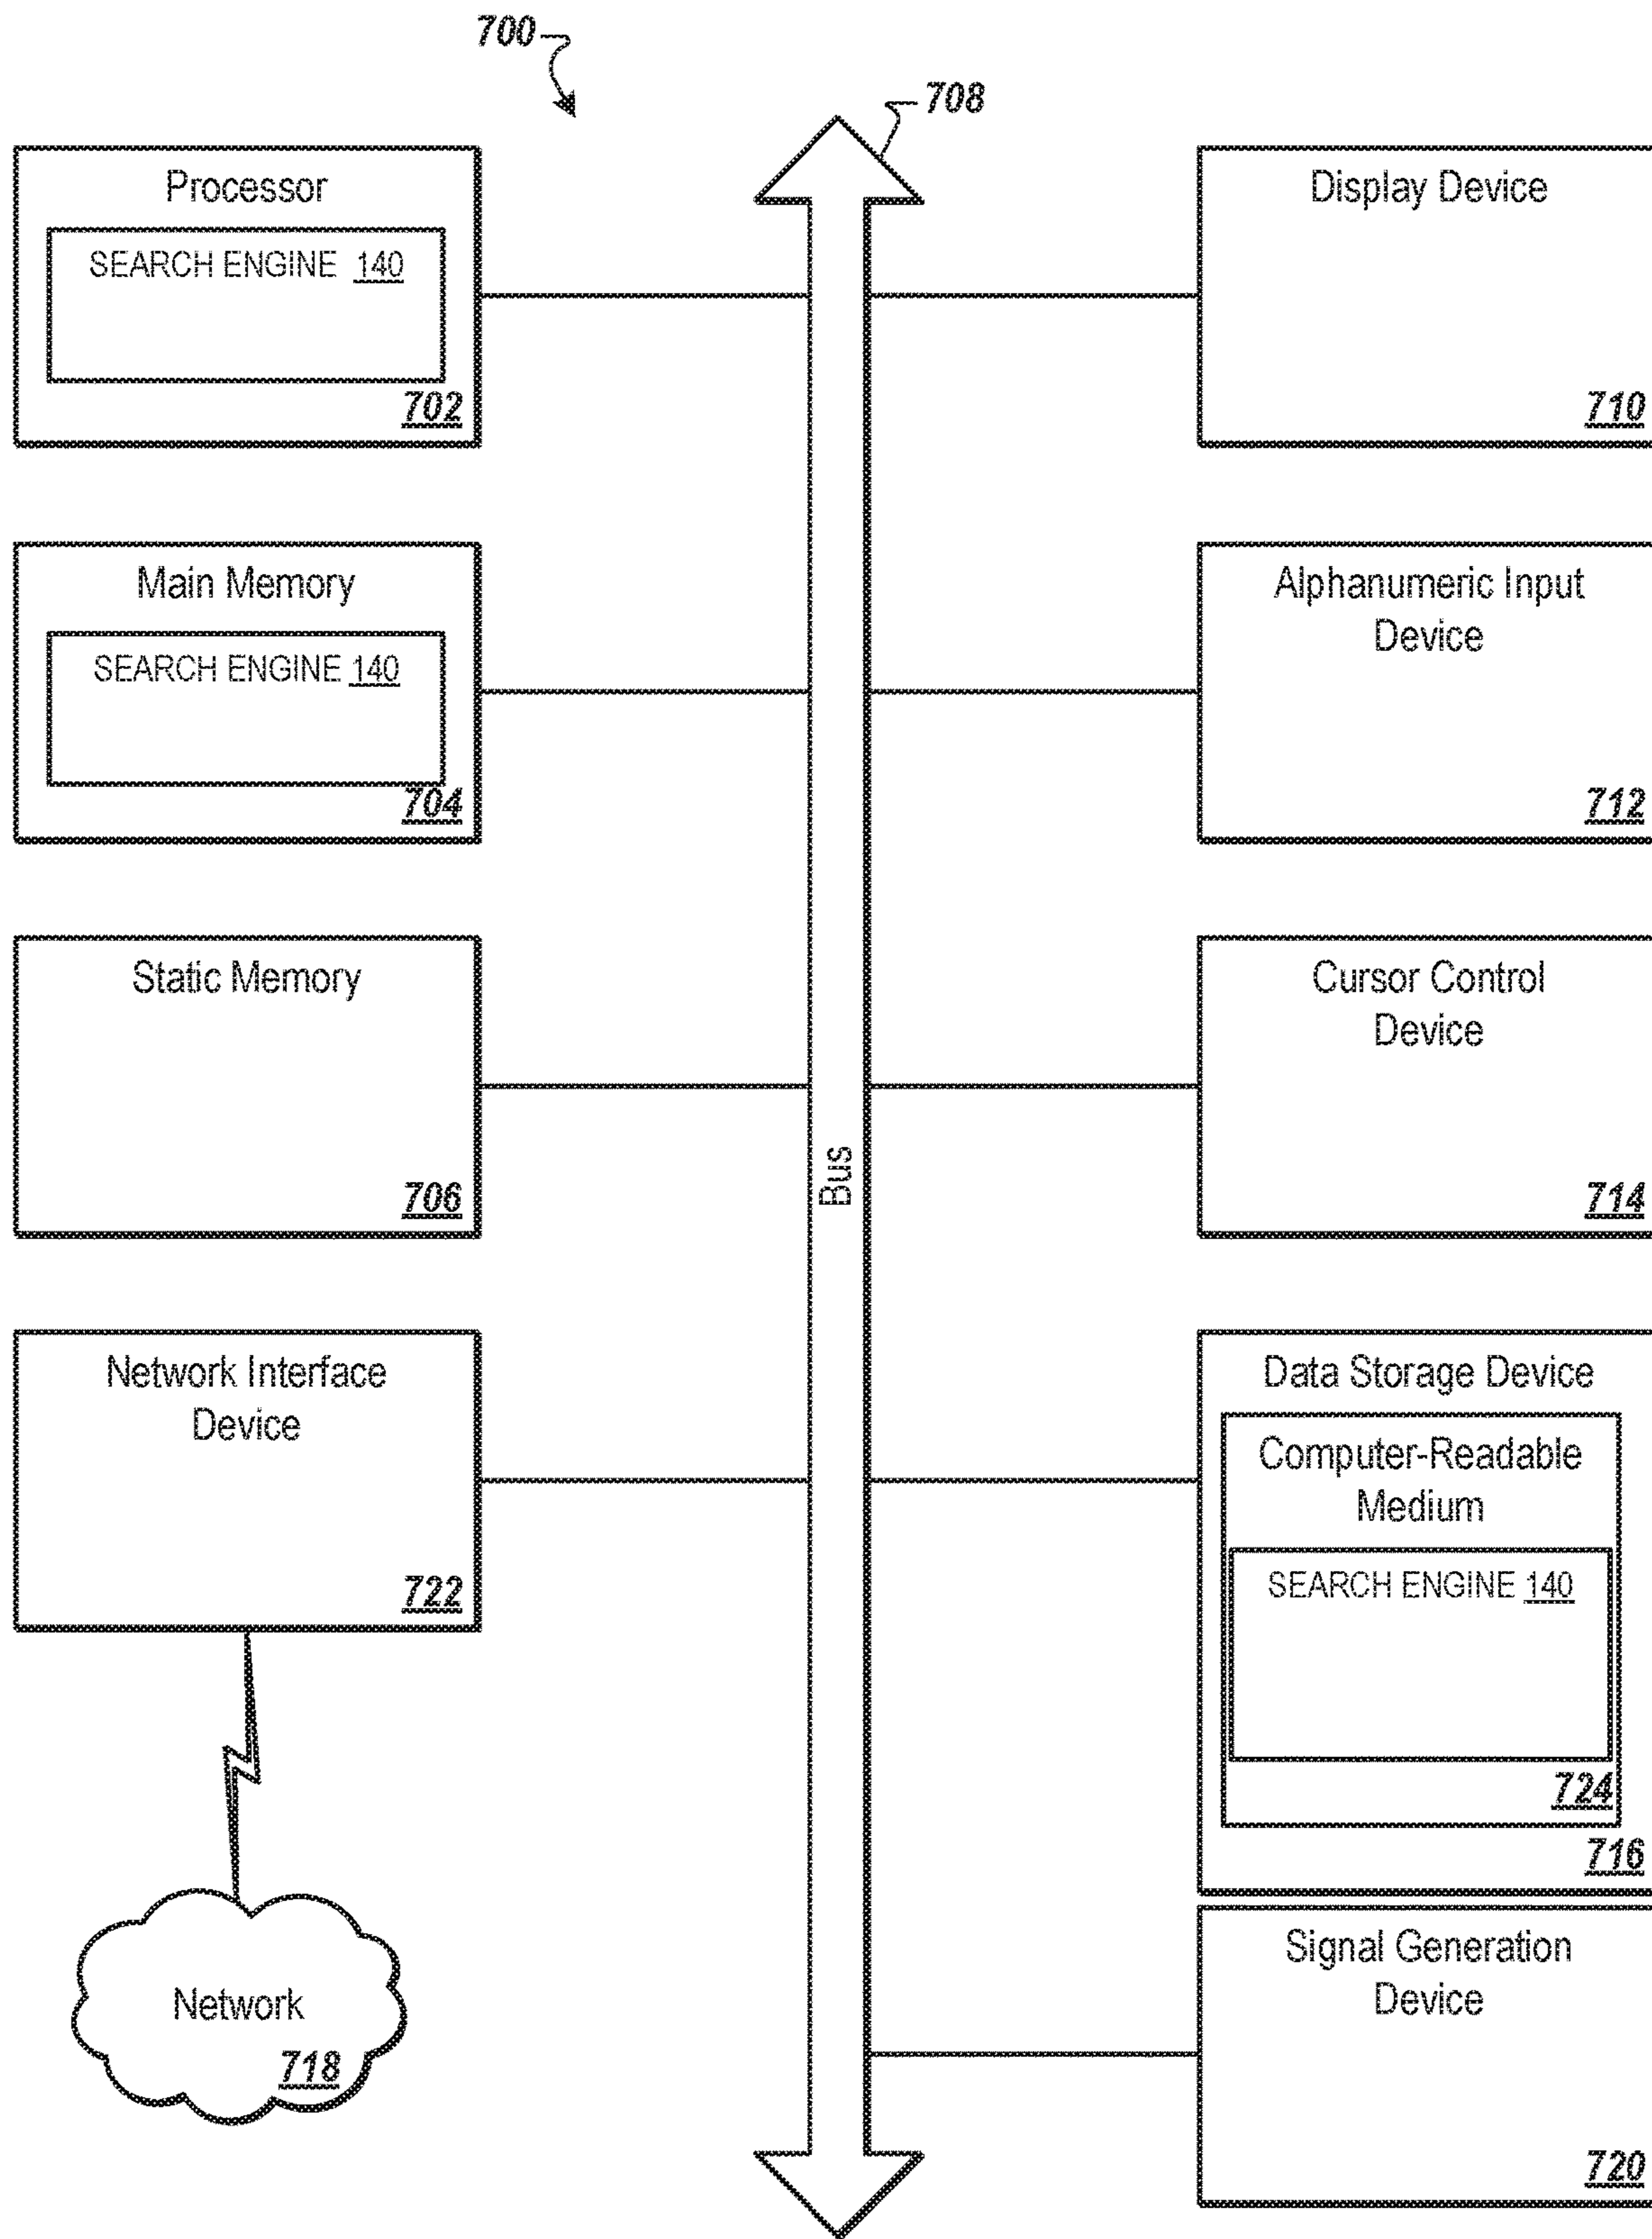 700
708
Processor
SEARCH ENGINE 140
702
Display Device
710
Main Memory
SEARCH ENGINE 140
704
Alphanumeric Input
Device
712
Static Memory
706
Cursor Control
Device
714
Bus
Network Interface
Device
722
Data Storage Device
Computer-Readable
Medium
SEARCH ENGINE 140
724
716
Network
718
Signal Generation
Device
720